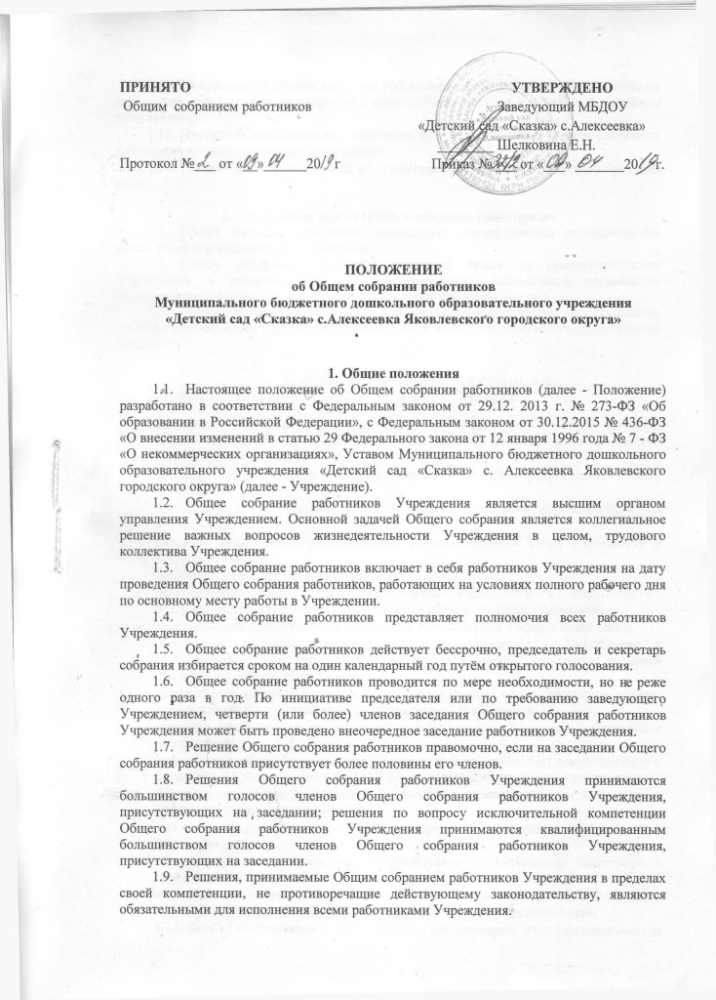 ПРИНЯТО УТВЕРЖДЕНО
Общим собранием работников Заведующий МБДОУ
«Детский сад «Сказка» с.Алексеевка»
Шелковина Е.Н.
Протокол № 2 от «09» 04 2019 г Приказ № от « » 04 2019 г.
ПОЛОЖЕНИЕ
об Общем собрании работников
Муниципального бюджетного дошкольного образовательного учреждения
«Детский сад «Сказка» с.Алексеевка Яковлевского городского округа»
1. Общие положения
1.1. Настоящее положение об Общем собрании работников (далее - Положение)
разработано в соответствии с Федеральным законом от 29.12. 2013 г. № 273-ФЗ «Об
образовании в Российской Федерации», с Федеральным законом от 30.12.2015 № 436-ФЗ
«О внесении изменений в статью 29 Федерального закона от 12 января 1996 года № 7 - ФЗ
«О некоммерческих организациях», Уставом Муниципального бюджетного дошкольного
образовательного учреждения «Детский сад «Сказка» с. Алексеевка Яковлевского
городского округа» (далее - Учреждение).
1.2. Общее собрание работников Учреждения является высшим органом
управления Учреждением. Основной задачей Общего собрания является коллегиальное
решение важных вопросов жизнедеятельности Учреждения в целом, трудового
коллектива Учреждения.
1.3. Общее собрание работников включает в себя работников Учреждения на дату
проведения Общего собрания работников, работающих на условиях полного рабочего дня
по основному месту работы в Учреждении.
1.4. Общее собрание работников представляет полномочия всех работников
Учреждения.
1.5. Общее собрание работников действует бессрочно, председатель и секретарь
собрания избирается сроком на один календарный год путём открытого голосования.
1.6. Общее собрание работников проводится по мере необходимости, но не реже
одного раза в год. По инициативе председателя или по требованию заведующего
Учреждением, четверти (или более) членов заседания Общего собрания работников
Учреждения может быть проведено внеочередное заседание работников Учреждения.
1.7. Решение Общего собрания работников правомочно, если на заседании Общего
собрания работников присутствует более половины его членов.
1.8. Решения Общего собрания работников Учреждения принимаются
большинством голосов членов Общего собрания работников Учреждения,
присутствующих на заседании; решения по вопросу исключительной компетенции
Общего собрания работников Учреждения принимаются квалифицированным
большинством голосов членов Общего собрания работников Учреждения,
присутствующих на заседании.
1.9. Решения, принимаемые Общим собранием работников Учреждения в пределах
своей компетенции, не противоречащие действующему законодательству, являются
обязательными для исполнения всеми работниками Учреждения.